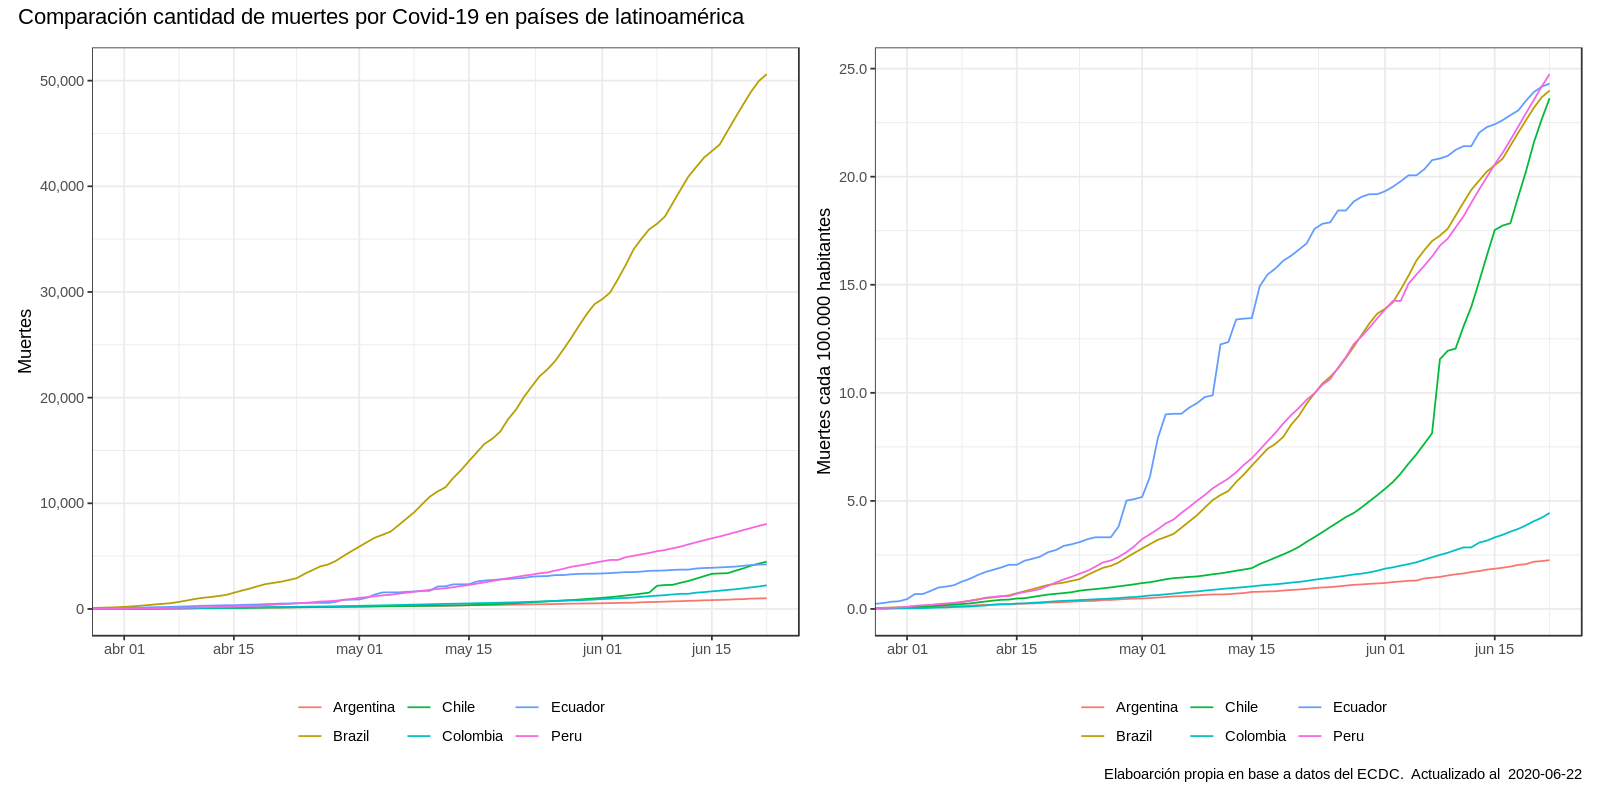 Comparación cantidad de muertes por Covid-19 en países de latinoamérica
Muertes
50,000
40,000
30,000
20,000
10,000
0
abr 01 abr 15 may 01 may 15 jun 01 jun 15
Argentina Chile Ecuador
Brazil Colombia Peru
Muertes cada 100.000 habitantes
25.0
20.0
15.0
10.0
5.0
0.0
abr 01 abr 15 may 01 may 15 jun 01 jun 15
Argentina Chile Ecuador
Brazil Colombia Peru
Elaboarción propia en base a datos del ECDC.  Actualizado al  2020-06-22